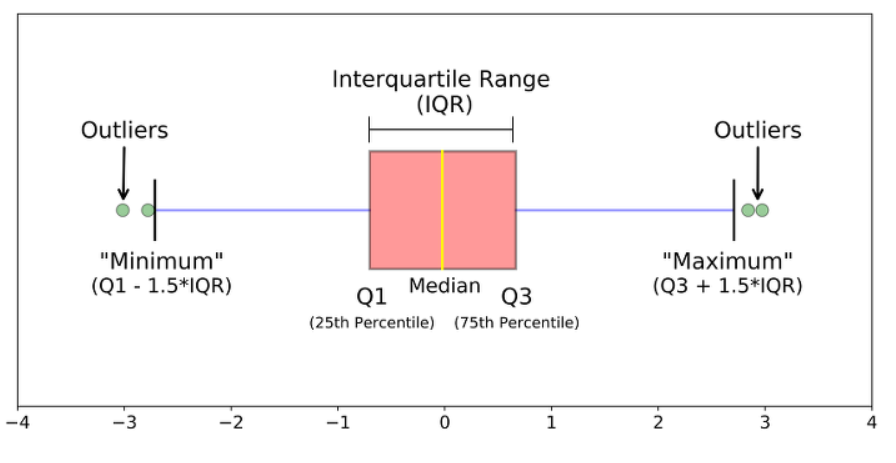 Interquartile Range
(IQR)
Outliers
Outliers
"Minimum"
(Q1 - 1.5*IQR)
"Maximum"
(Q3 + 1.5*IQR)
Median
Q1
Q3
(25th Percentile)
(75th Percentile)
−4
−3
−2
−1
0
1
2
3
4